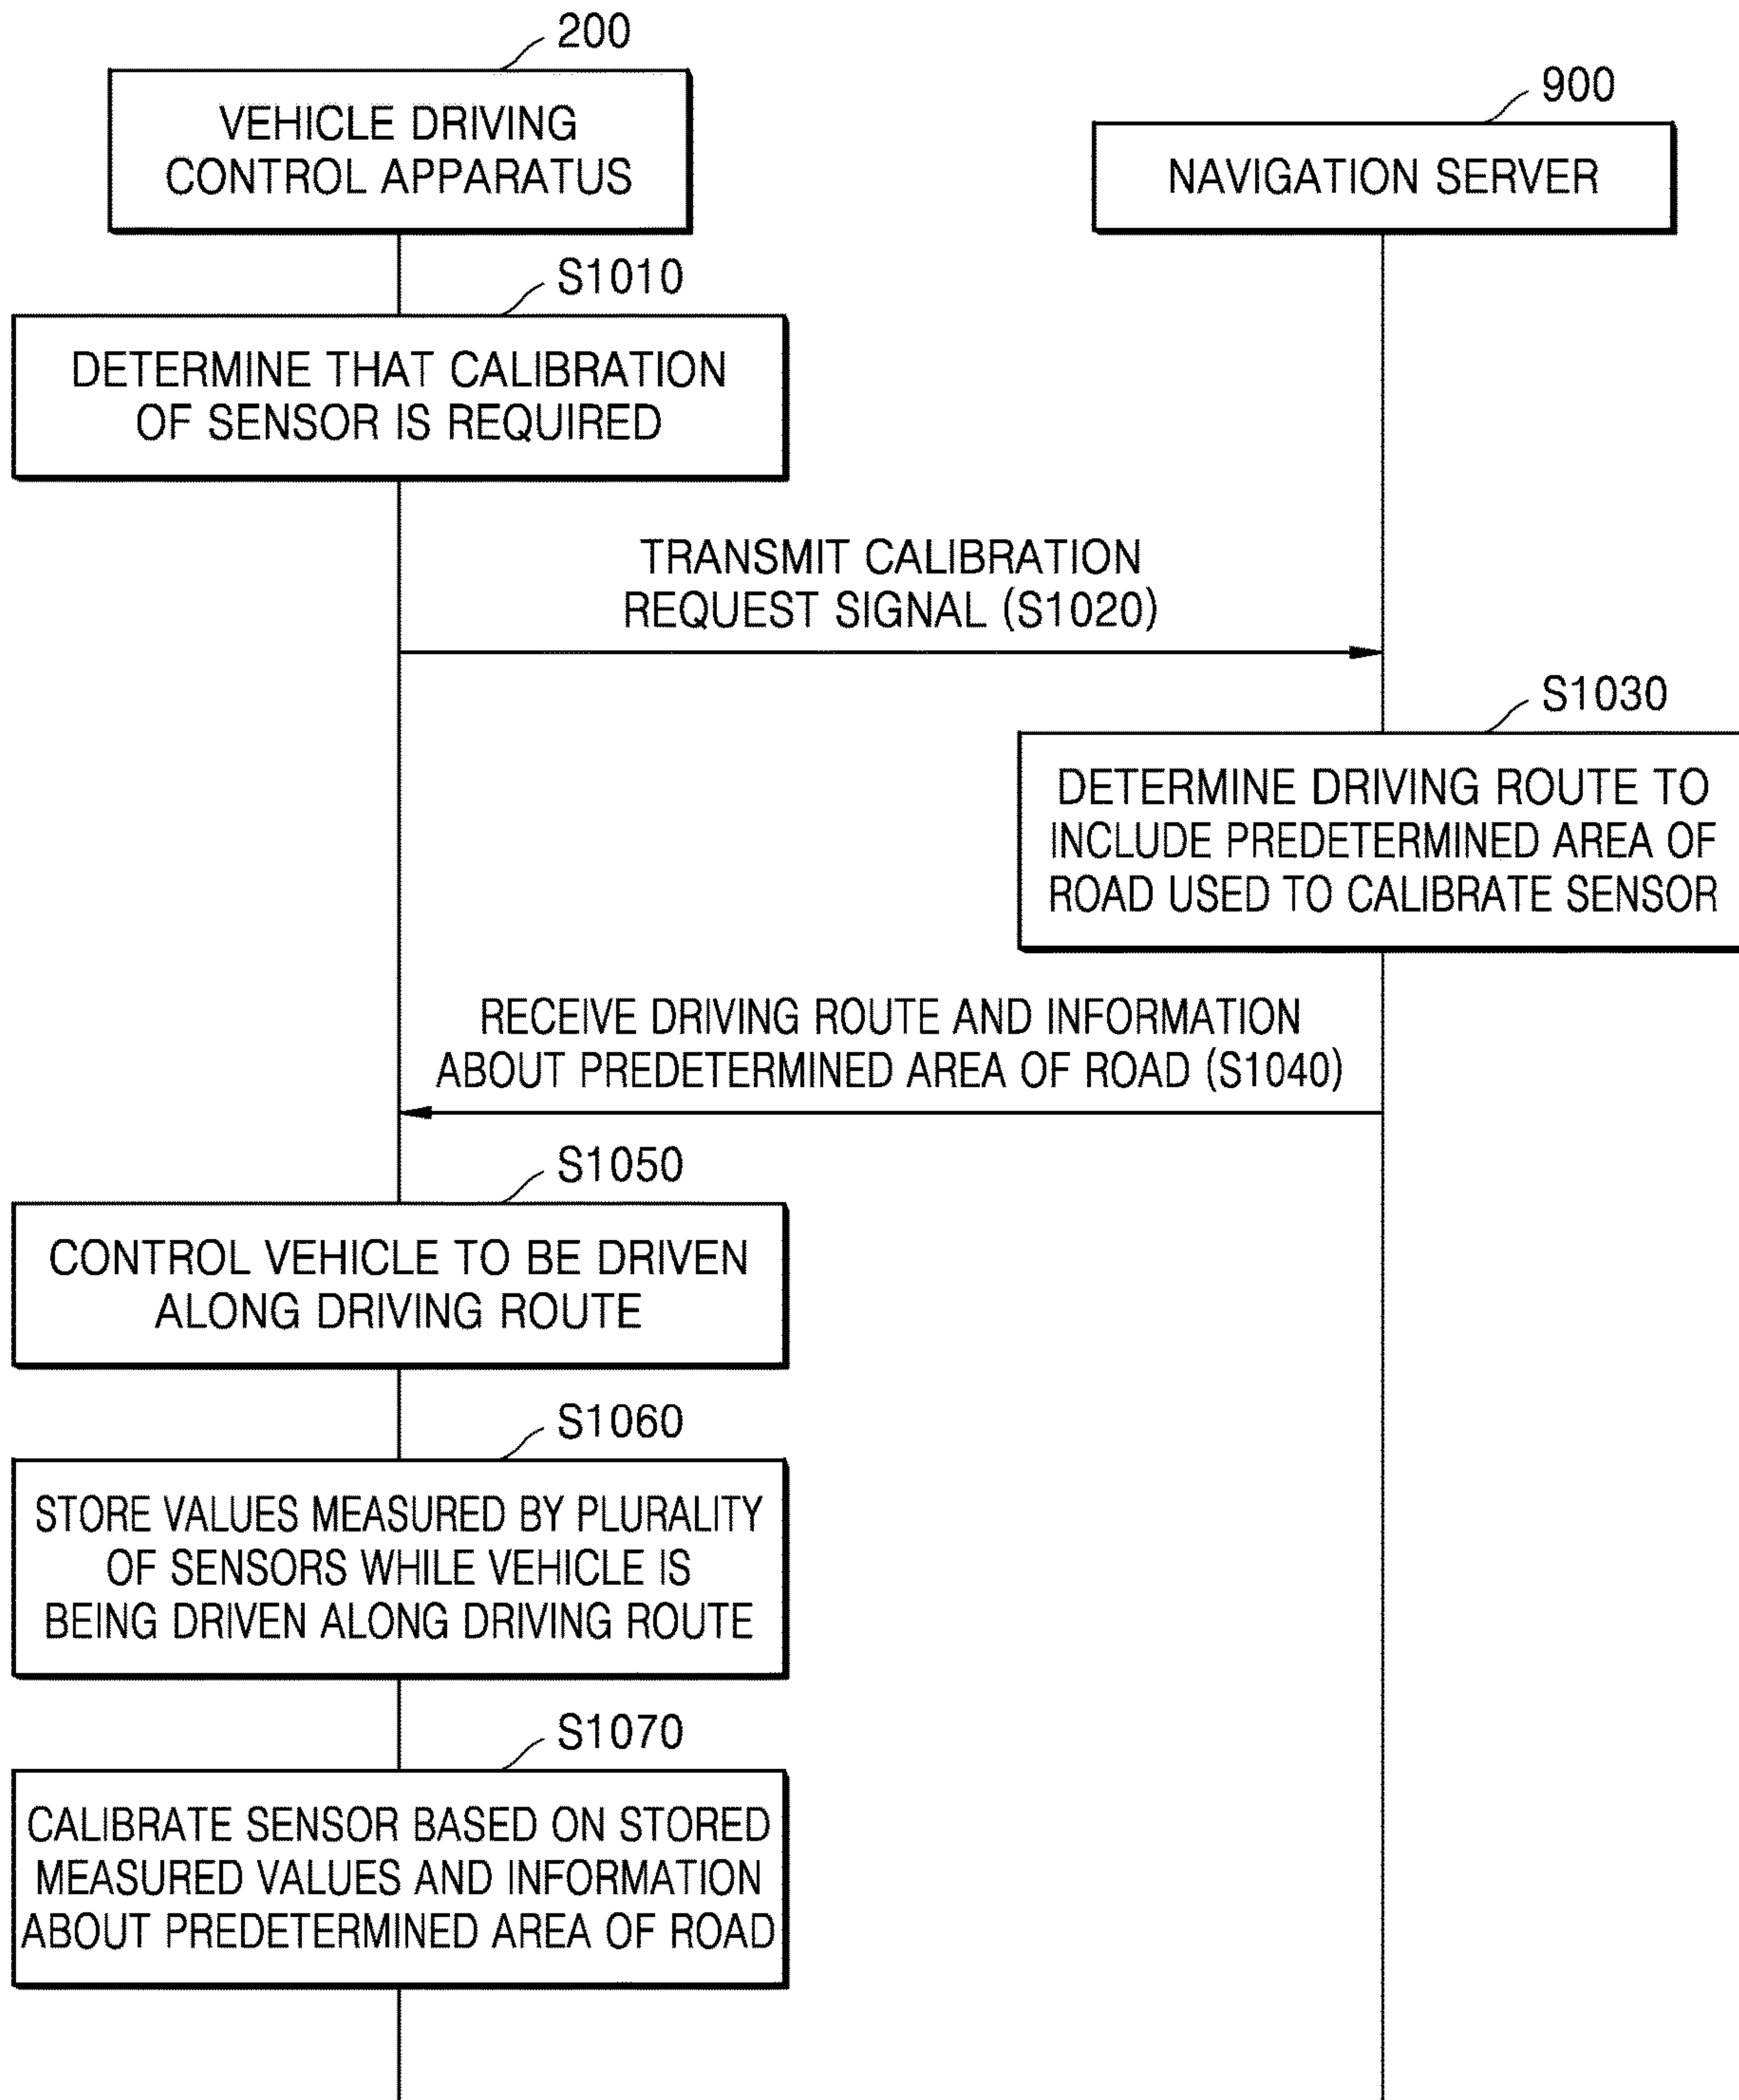 200
VEHICLE DRIVING
CONTROL APPARATUS
900
NAVIGATION SERVER
S1010
DETERMINE THAT CALIBRATION
OF SENSOR IS REQUIRED
TRANSMIT CALIBRATION
REQUEST SIGNAL (S1020)
S1030
DETERMINE DRIVING ROUTE TO
INCLUDE PREDETERMINED AREA OF
ROAD USED TO CALIBRATE SENSOR
RECEIVE DRIVING ROUTE AND INFORMATION
ABOUT PREDETERMINED AREA OF ROAD (S1040)
S1050
CONTROL VEHICLE TO BE DRIVEN
ALONG DRIVING ROUTE
S1060
STORE VALUES MEASURED BY PLURALITY
OF SENSORS WHILE VEHICLE IS
BEING DRIVEN ALONG DRIVING ROUTE
S1070
CALIBRATE SENSOR BASED ON STORED
MEASURED VALUES AND INFORMATION
ABOUT PREDETERMINED AREA OF ROAD